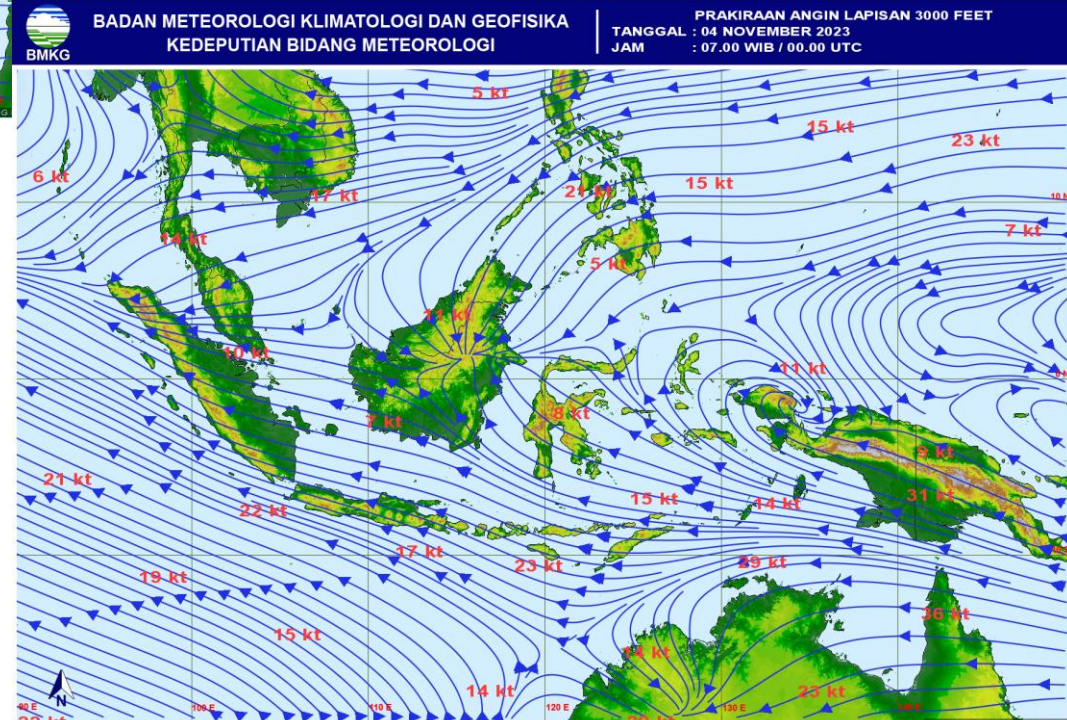 BMKG
BADAN METEOROLOGI KLIMATOLOGI DAN GEOFISIKA
KEDEPUTIAN BIDANG METEOROLOGI
PRAKIRAAN ANGIN LAPISAN 3000 FEET
TANGGAL : 04 NOVEMBER 2023
JAM : 07.00 WIB / 00.00 UTC
5 kt
15 kt
23 kt
6 kt
17 kt
21 kt
15 kt
10 N
7 kt
14 kt
5 kt
11 kt
10 kt
11 kt
7 kt
8 kt
9 kt
21 kt
22 kt
15 kt
14 kt
31 kt
17 kt
23 kt
29 kt
19 kt
36 kt
15 kt
14 kt
14 kt
23 kt
N
90 E
100 E
110 E
120 E
130 E